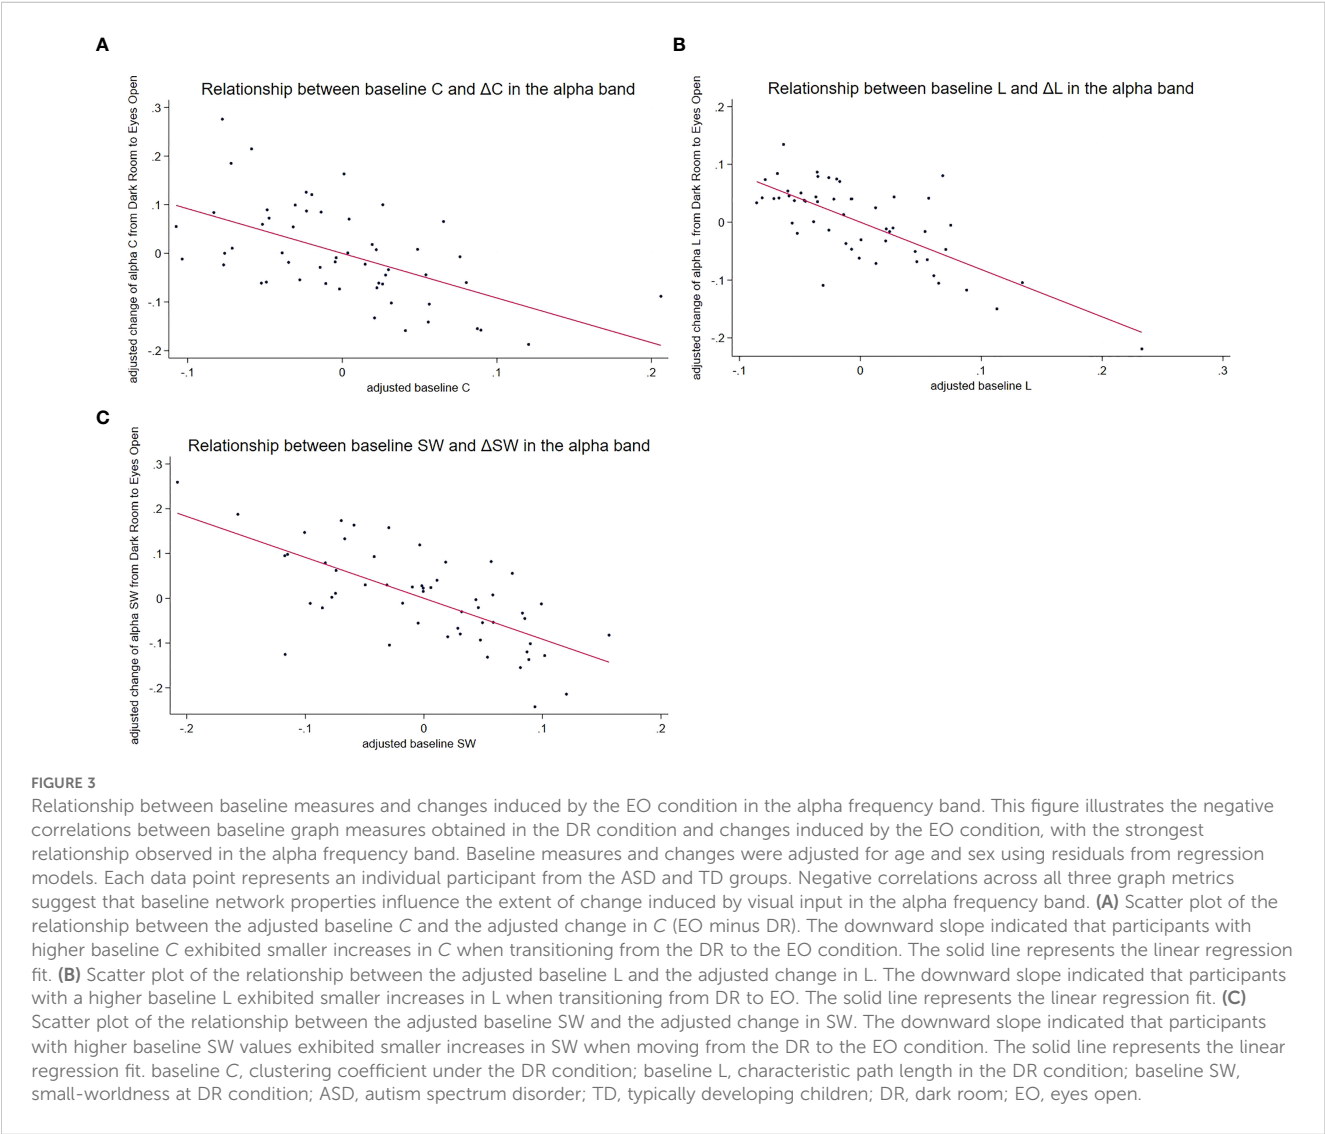 A
Relationship between baseline C and ΔC in the alpha band
adjusted change of alpha C from Dark Room to Eyes Open
.3
.2
.1
0
-.1
-.2
-.1
0
.1
.2
adjusted baseline C
B
Relationship between baseline L and ΔL in the alpha band
adjusted change of alpha L from Dark Room to Eyes Open
.2
.1
0
-.1
-.2
-.1
0
.1
.2
.3
adjusted baseline L
C
Relationship between baseline SW and ΔSW in the alpha band
adjusted change of alpha SW from Dark Room to Eyes Open
.3
.2
.1
0
-.1
-.2
-.2
-.1
0
.1
.2
adjusted baseline SW
FIGURE 3
Relationship between baseline measures and changes induced by the EO condition in the alpha frequency band. This figure illustrates the negative
correlations between baseline graph measures obtained in the DR condition and changes induced by the EO condition, with the strongest
relationship observed in the alpha frequency band. Baseline measures and changes were adjusted for age and sex using residuals from regression
models. Each data point represents an individual participant from the ASD and TD groups. Negative correlations across all three graph metrics
suggest that baseline network properties influence the extent of change induced by visual input in the alpha frequency band. (A) Scatter plot of the
relationship between the adjusted baseline C and the adjusted change in C (EO minus DR). The downward slope indicated that participants with
higher baseline C exhibited smaller increases in C when transitioning from the DR to the EO condition. The solid line represents the linear regression
fit. (B) Scatter plot of the relationship between the adjusted baseline L and the adjusted change in L. The downward slope indicated that participants
with a higher baseline L exhibited smaller increases in L when transitioning from DR to EO. The solid line represents the linear regression fit. (C)
Scatter plot of the relationship between the adjusted baseline SW and the adjusted change in SW. The downward slope indicated that participants
with higher baseline SW values exhibited smaller increases in SW when moving from the DR to the EO condition. The solid line represents the linear
regression fit. baseline C, clustering coefficient under the DR condition; baseline L, characteristic path length in the DR condition; baseline SW,
small-worldness at DR condition; ASD, autism spectrum disorder; TD, typically developing children; DR, dark room; EO, eyes open.